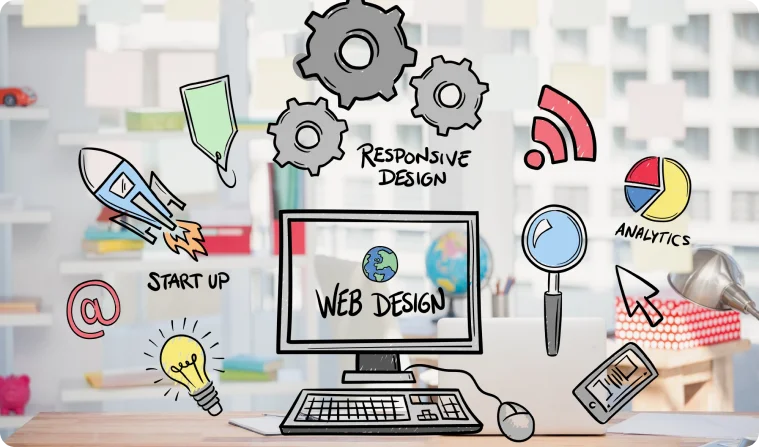 RESPONSIVE
DESIGN
ANALYTICS
START UP
WEB DESIGN
@